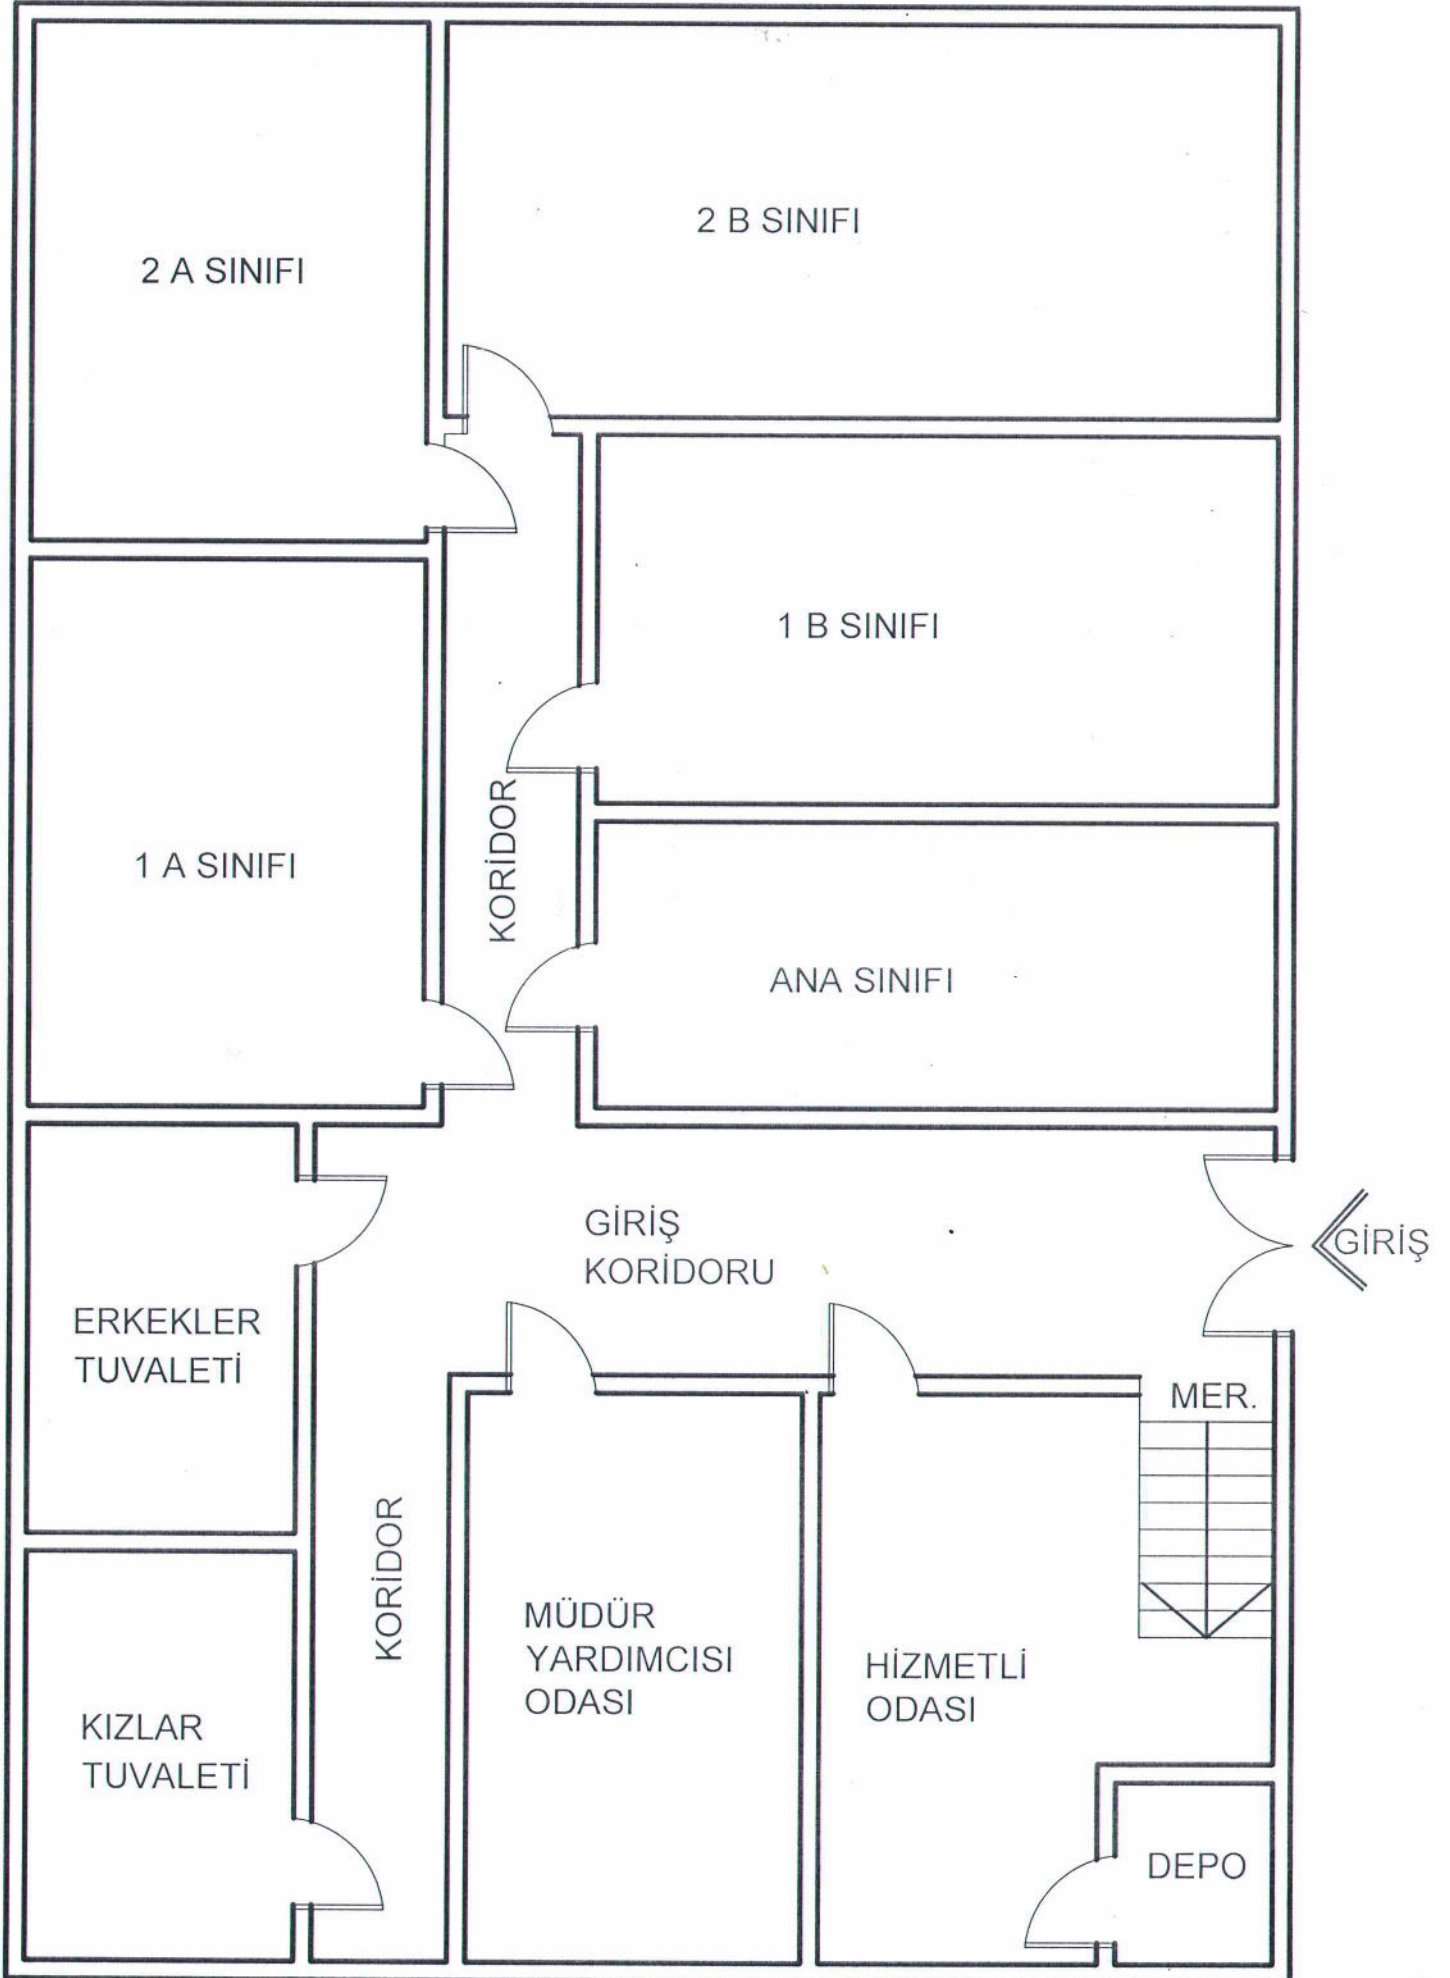 2 B SINIFI
2 A SINIFI
1 B SINIFI
KORİDOR
1 A SINIFI
ANA SINIFI
GİRİŞ
KORİDORU
GİRİŞ
ERKEKLER
TUVALETİ
MER.
KORİDOR
MÜDÜR
YARDIMCISI
ODASI
HİZMETLİ
ODASI
KIZLAR
TUVALETİ
DEPO